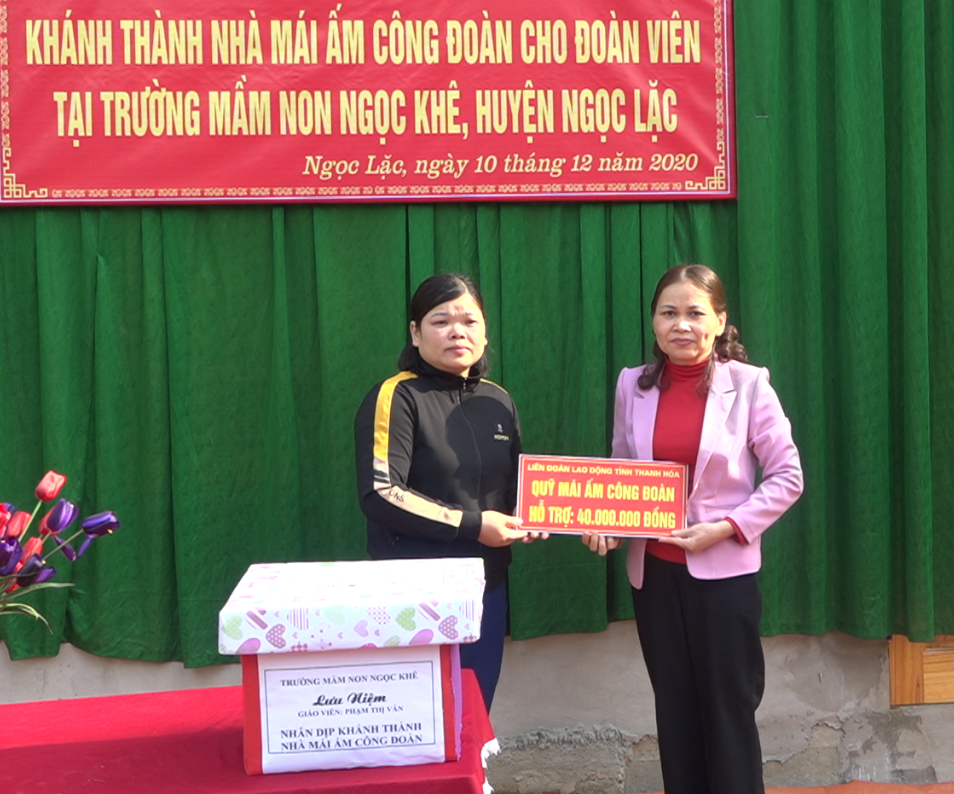 KHÁNH THÀNH NHÀ MÁI ẤM CÔNG ĐOÀN CHO ĐOÀN VIÊN
TẠI TRƯỜNG MẦM NON NGỌC KHÊ, HUYỆN NGỌC LẶC
Ngọc Lặc, ngày 10 tháng 12 năm 2020
LIÊN ĐOÀN LAO ĐỘNG TỈNH THANH HÓA
QUỸ MÁI ẤM CÔNG ĐOÀN
HỖ TRỢ: 40.000.000 ĐỒNG
TRƯỜNG MẦM NON NGỌC KHÊ
Lưu Niệm
GIÁO VIÊN: PHẠM THỊ VÂN
NHÂN DỊP KHÁNH THÀNH
NHÀ MÁI ẤM CÔNG ĐOÀN